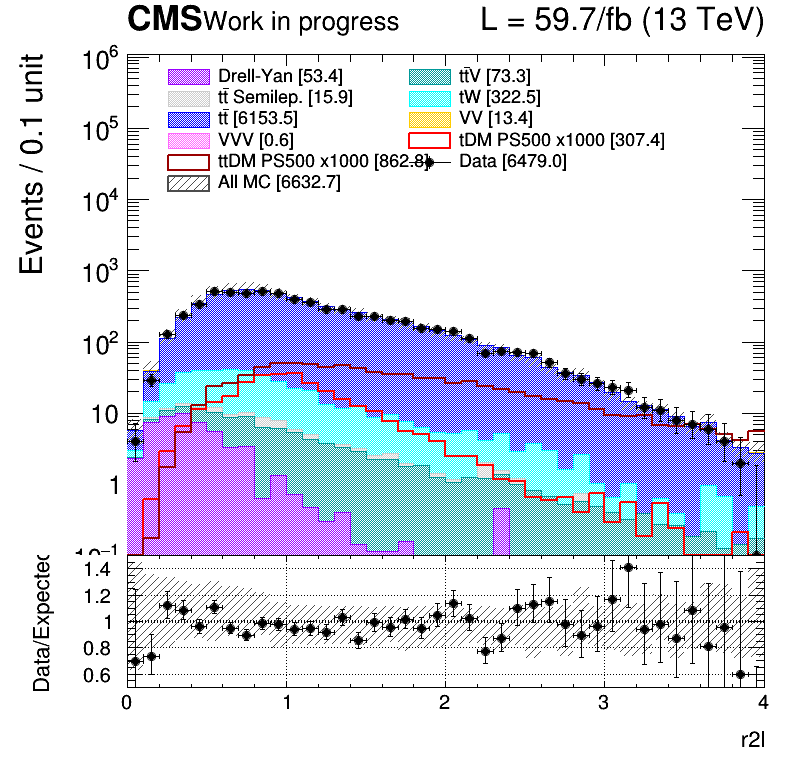 CMS Work in progress L = 59.7/fb (13 TeV)
Events / 0.1 unit
10⁶
10⁵
10⁴
10³
10²
10
1
10⁻¹
Drell-Yan [53.4] tt̄V [73.3]
tt̄ Semilep. [15.9] tW [322.5]
tt̄ [6153.5] VV [13.4]
VVV [0.6] tDM PS500 x1000 [307.4]
ttDM PS500 x1000 [862.8] Data [6479.0]
All MC [6632.7]
Data/Expected
1.4
1.2
1
0.8
0.6
0 1 2 3 4
r2l